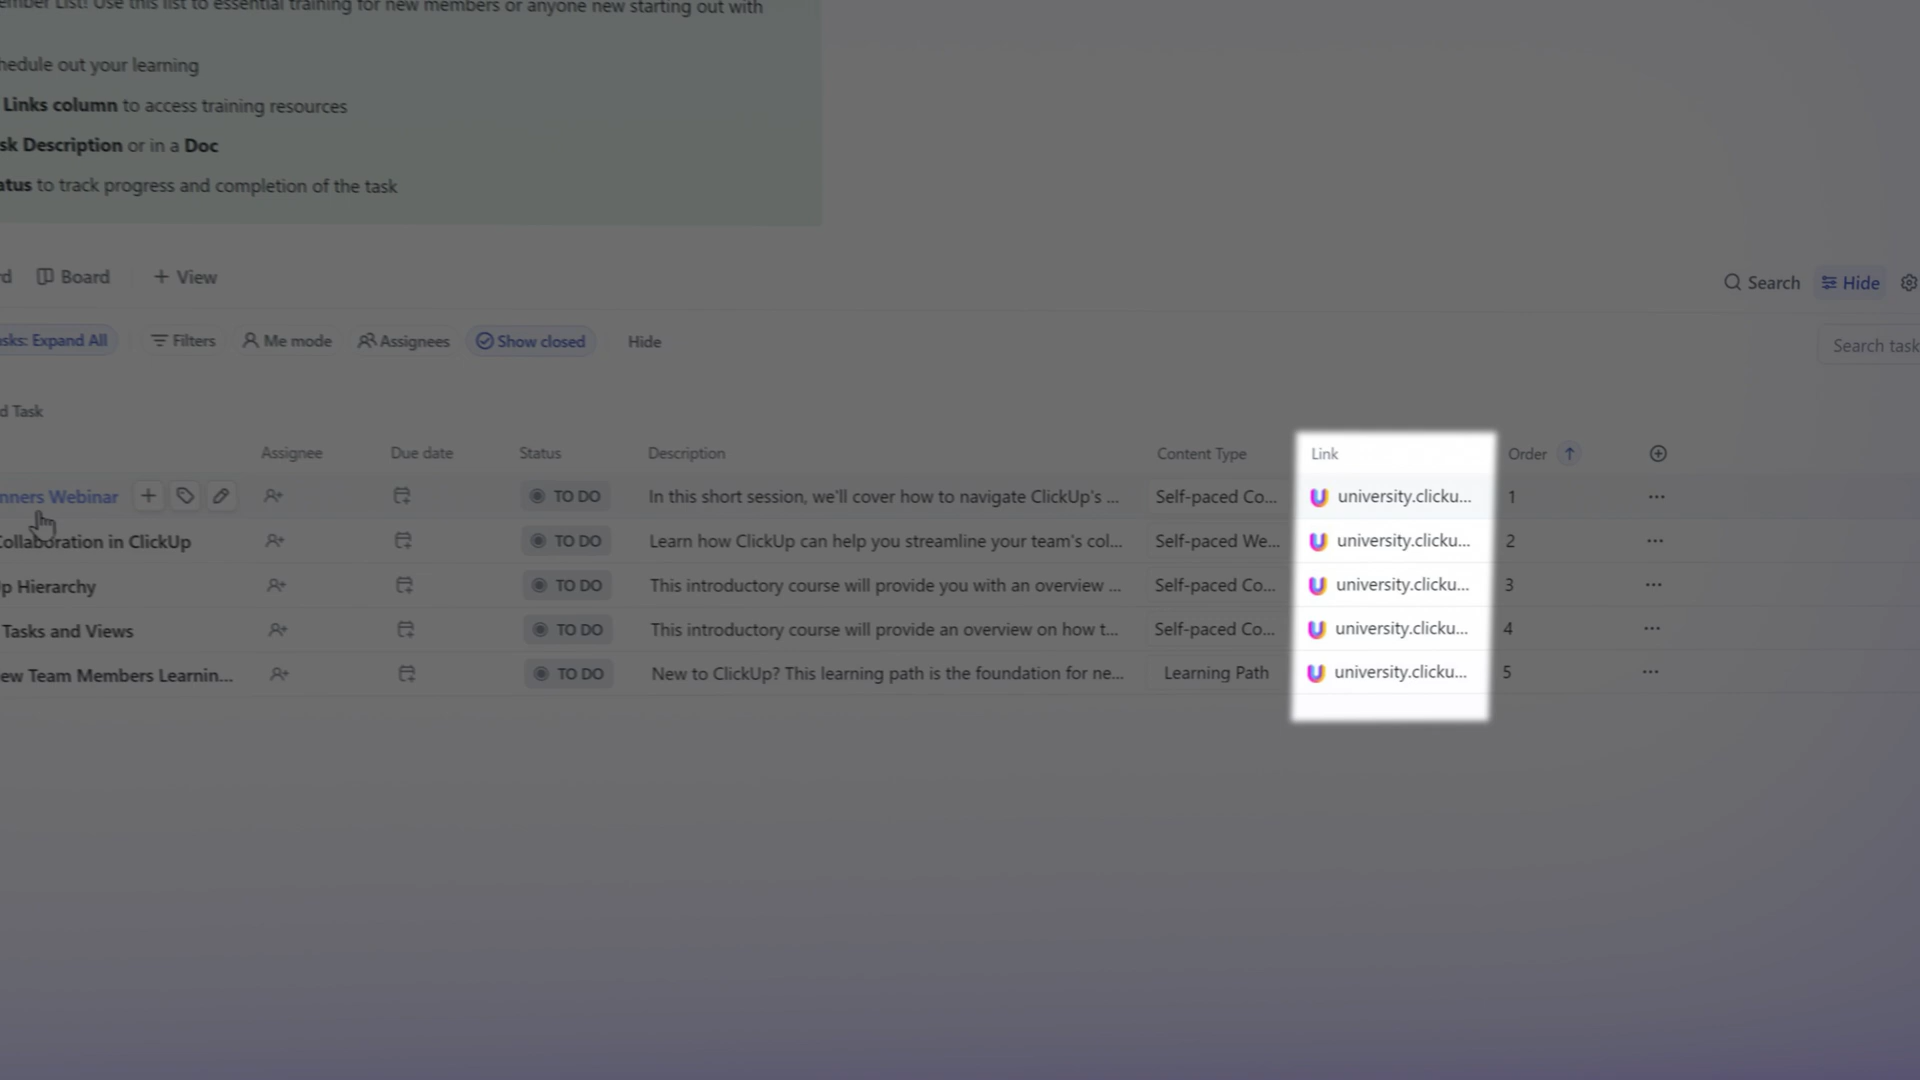 ember List! Use this list to essential training for new members or anyone new starting out with
hedule out your learning
Links column to access training resources
sk Description or in a Doc
atus to track progress and completion of the task
d Board + View
Search Hide
sks: Expand All Filters Me mode Assignees Show closed Hide
Search task
d Task
Assignee Due date Status Description Content Type Link Order
nners Webinar TO DO In this short session, we'll cover how to navigate ClickUp's ... Self-paced Co... university.clicku... 1
Collaboration in ClickUp TO DO Learn how ClickUp can help you streamline your team's col... Self-paced We... university.clicku... 2
p Hierarchy TO DO This introductory course will provide you with an overview ... Self-paced Co... university.clicku... 3
Tasks and Views TO DO This introductory course will provide an overview on how t... Self-paced Co... university.clicku... 4
ew Team Members Learnin... TO DO New to ClickUp? This learning path is the foundation for ne... Learning Path university.clicku... 5